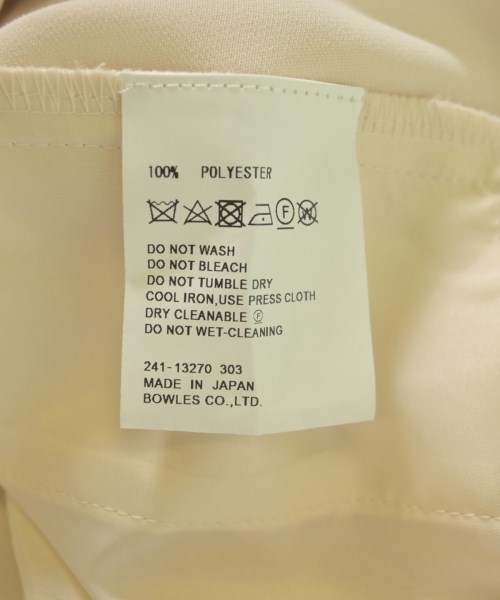 100% POLYESTER
F W
DO NOT WASH
DO NOT BLEACH
DO NOT TUMBLE DRY
COOL IRON,USE PRESS CLOTH
DRY CLEANABLE Ⓕ
DO NOT WET-CLEANING
241-13270 303
MADE IN JAPAN
BOWLES CO.,LTD.